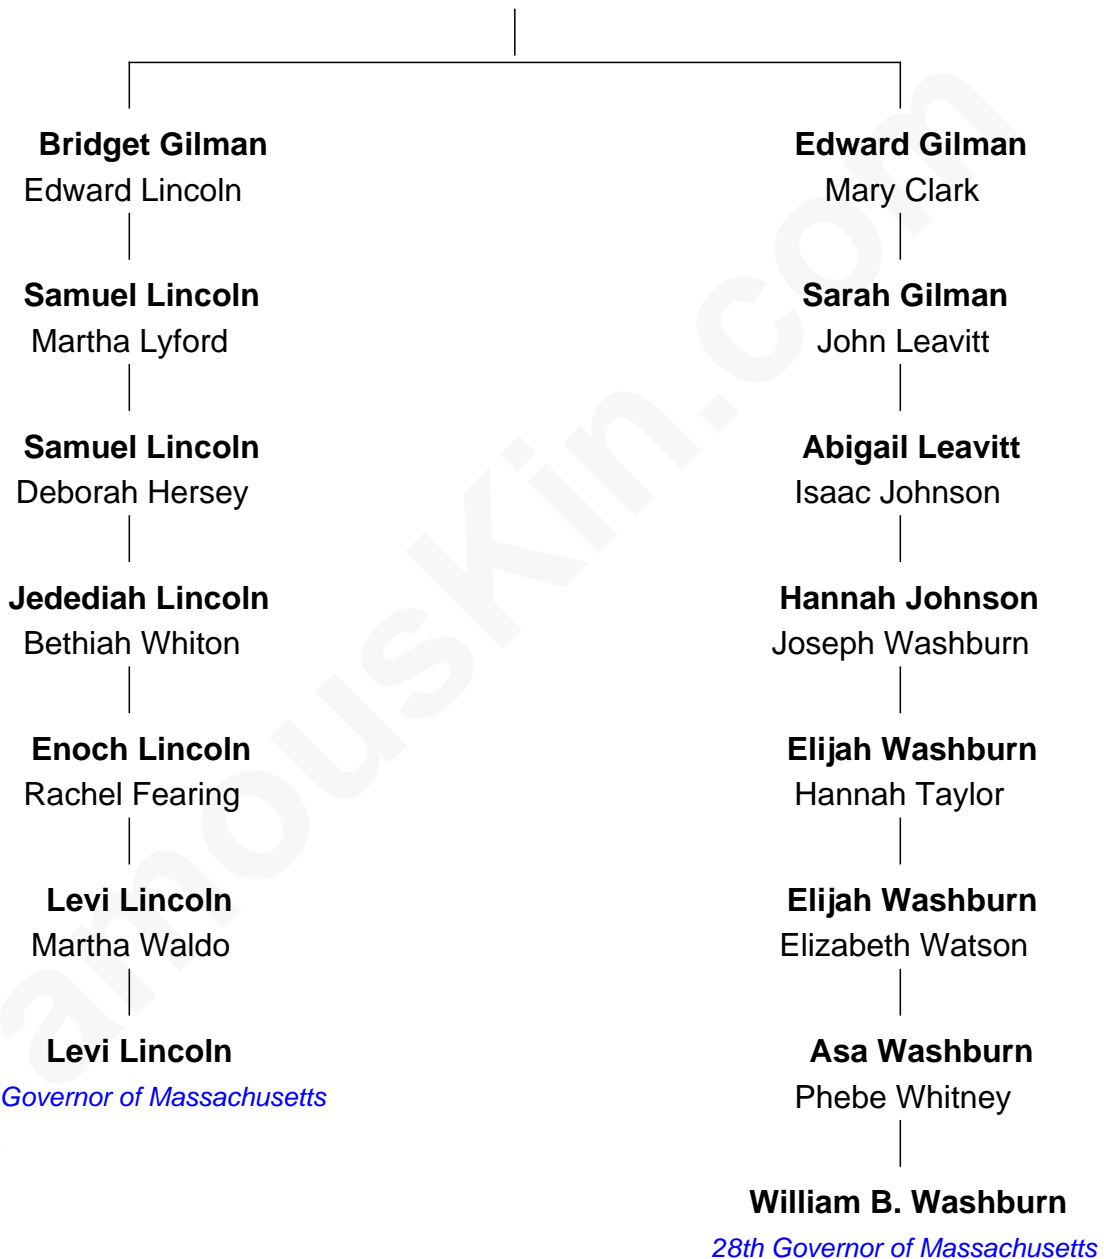 Bridget Gilman
Edward Lincoln
Samuel Lincoln
Martha Lyford
Samuel Lincoln
Deborah Hersey
Jedediah Lincoln
Bethiah Whiton
Enoch Lincoln
Rachel Fearing
Levi Lincoln
Martha Waldo
Levi Lincoln
Governor of Massachusetts
Edward Gilman
Mary Clark
Sarah Gilman
John Leavitt
Abigail Leavitt
Isaac Johnson
Hannah Johnson
Joseph Washburn
Elijah Washburn
Hannah Taylor
Elijah Washburn
Elizabeth Watson
Asa Washburn
Phebe Whitney
William B. Washburn
28th Governor of Massachusetts
amousKin.com